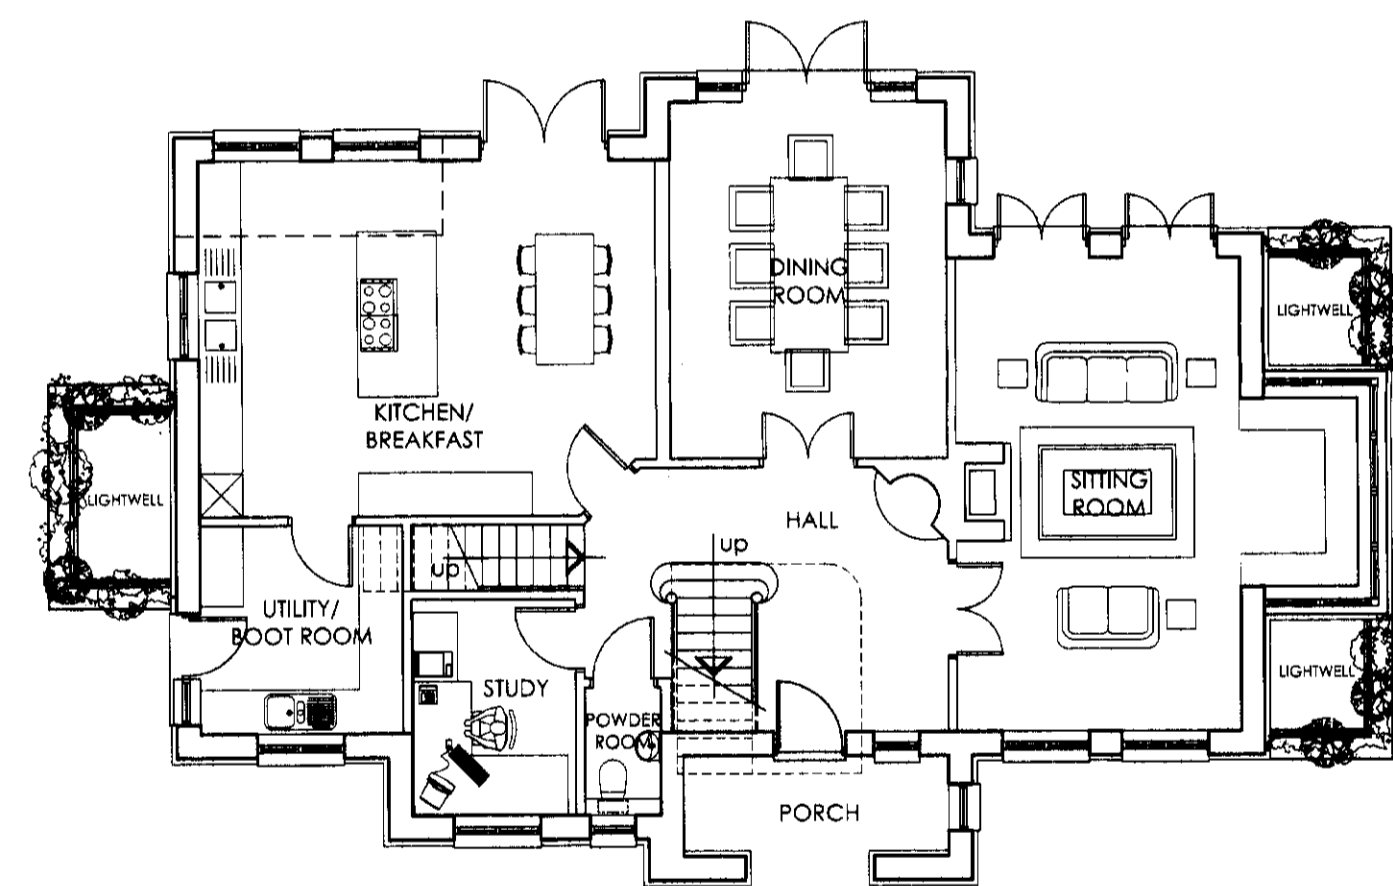 DINING
ROOM
LIGHTWELL
KITCHEN/
BREAKFAST
LIGHTWELL
SITTING
ROOM
HALL
up
up
UTILITY/
BOOT ROOM
STUDY
LIGHTWELL
POWDER
ROOM
PORCH